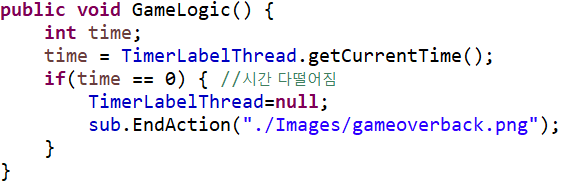 public void GameLogic() {
    int time;
    time = TimerLabelThread.getCurrentTime();
    if(time == 0) { //시간 다떨어짐
        TimerLabelThread=null;
        sub.EndAction("./Images/gameoverback.png");
    }
}